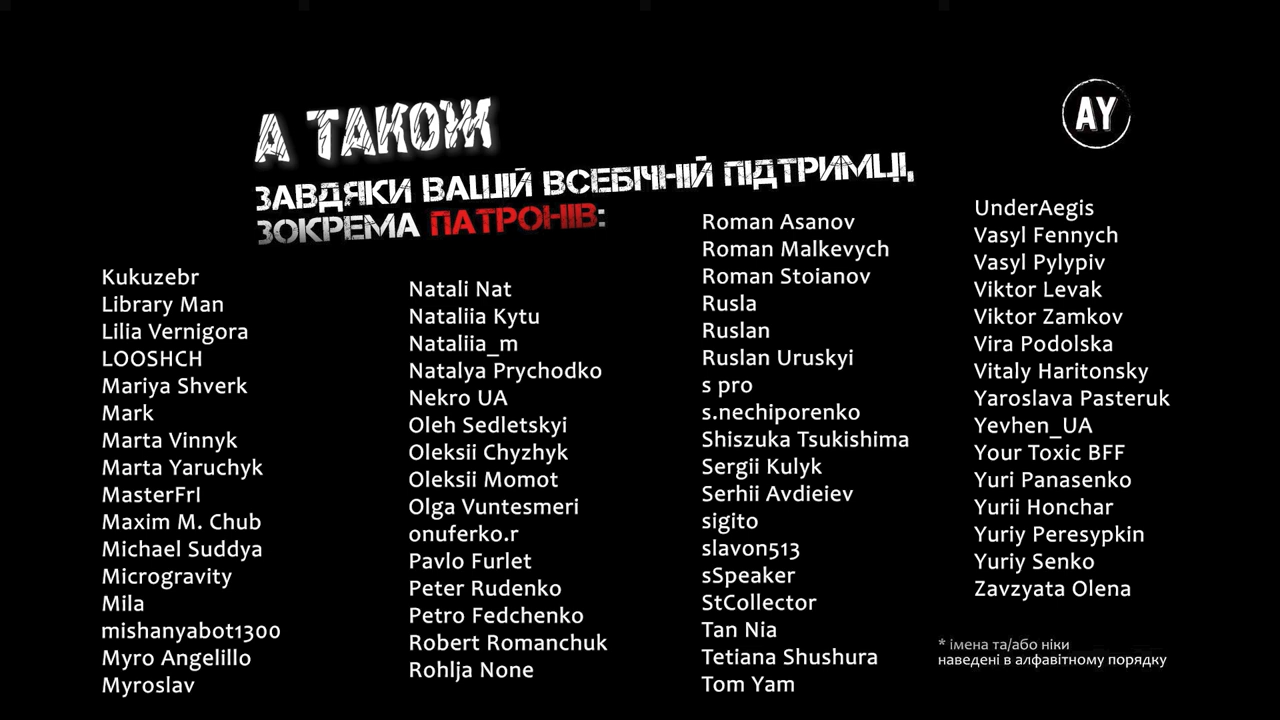 А ТАКОЖ
AY
ЗАВДЯКИ ВАШІЙ ВСЕБІЧНІЙ ПІДТРИМЦІ,
ЗОКРЕМА ПАТРОНІВ:
Kukuzebr
Library Man
Lilia Vernigora
LOOSHCH
Mariya Shverk
Mark
Marta Vinnyk
Marta Yaruchyk
MasterFrI
Maxim M. Chub
Michael Suddya
Microgravity
Mila
mishanyabot1300
Myro Angelillo
Myroslav
Natali Nat
Nataliia Kytu
Nataliia_m
Natalya Prychodko
Nekro UA
Oleh Sedletskyi
Oleksii Chyzhyk
Oleksii Momot
Olga Vuntesmeri
onuferko.r
Pavlo Furlet
Peter Rudenko
Petro Fedchenko
Robert Romanchuk
Rohlja None
Roman Asanov
Roman Malkevych
Roman Stoianov
Rusla
Ruslan
Ruslan Uruskyi
s pro
s.nechiporenko
Shiszuka Tsukishima
Sergii Kulyk
Serhii Avdieiev
sigito
slavon513
sSpeaker
StCollector
Tan Nia
Tetiana Shushura
Tom Yam
UnderAegis
Vasyl Fennych
Vasyl Pylypiv
Viktor Levak
Viktor Zamkov
Vira Podolska
Vitaly Haritonsky
Yaroslava Pasteruk
Yevhen_UA
Your Toxic BFF
Yuri Panasenko
Yurii Honchar
Yuriy Peresypkin
Yuriy Senko
Zavzyata Olena
* імена та/або ніки
наведені в алфавітному порядку